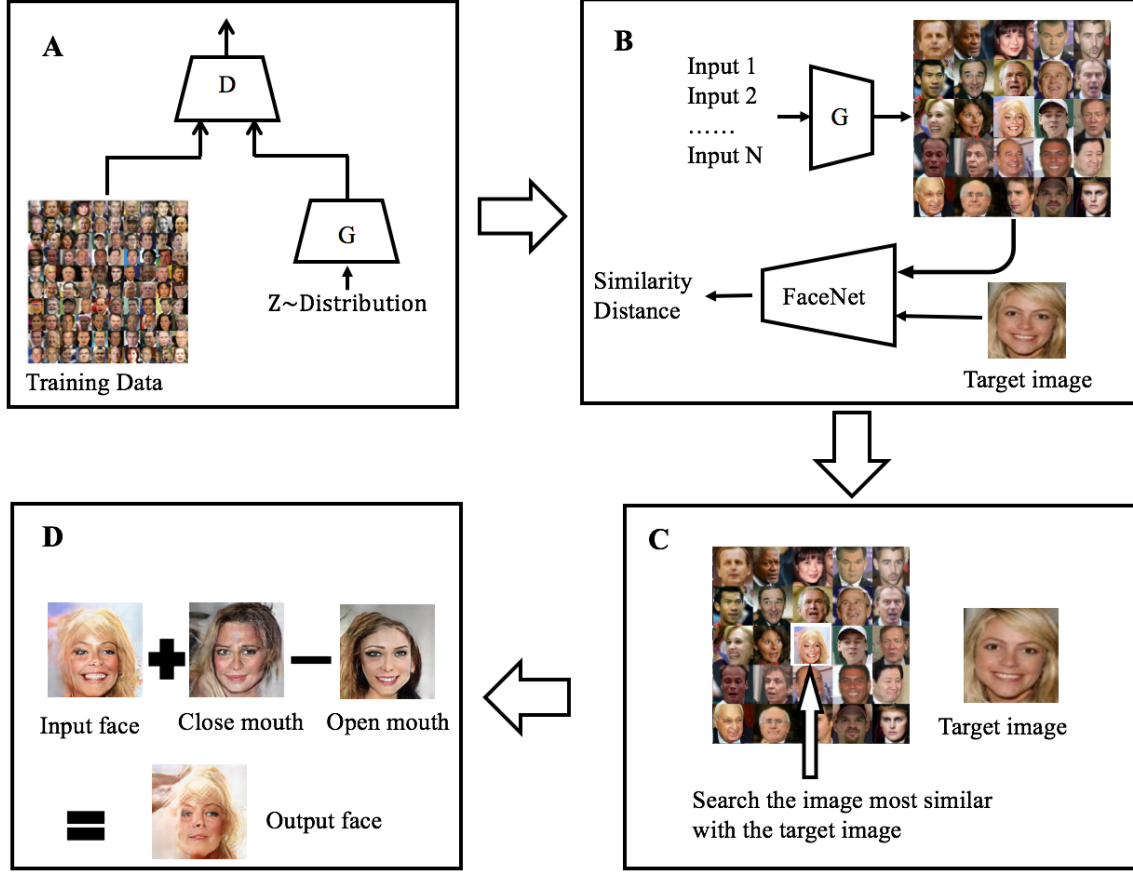 A
D
G
Z~Distribution
Training Data
B
Input 1
Input 2
......
Input N
G
Similarity
Distance
FaceNet
Target image
C
Target image
Search the image most similar
with the target image
D
Input face
Close mouth
Open mouth
Output face